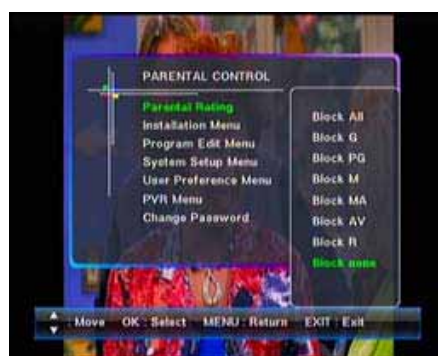 PARENTAL CONTROL
Parental Rating
Installation Menu
Program Edit Menu
System Setup Menu
User Preference Menu
PVR Menu
Change Password
Block All
Block G
Block PG
Block M
Block MA
Block AV
Block R
Block none
: Move OK : Select MENU : Return EXIT : Exit